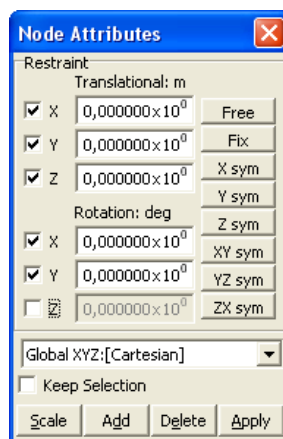 Node Attributes
Restraint
Translational: m
X 0,000000×10⁰ Free
Y 0,000000×10⁰ Fix
Z 0,000000×10⁰ X sym
Y sym
Rotation: deg Z sym
X 0,000000×10⁰ XY sym
Y 0,000000×10⁰ YZ sym
Z 0,000000×10⁰ ZX sym
Global XYZ:[Cartesian]
Keep Selection
Scale Add Delete Apply